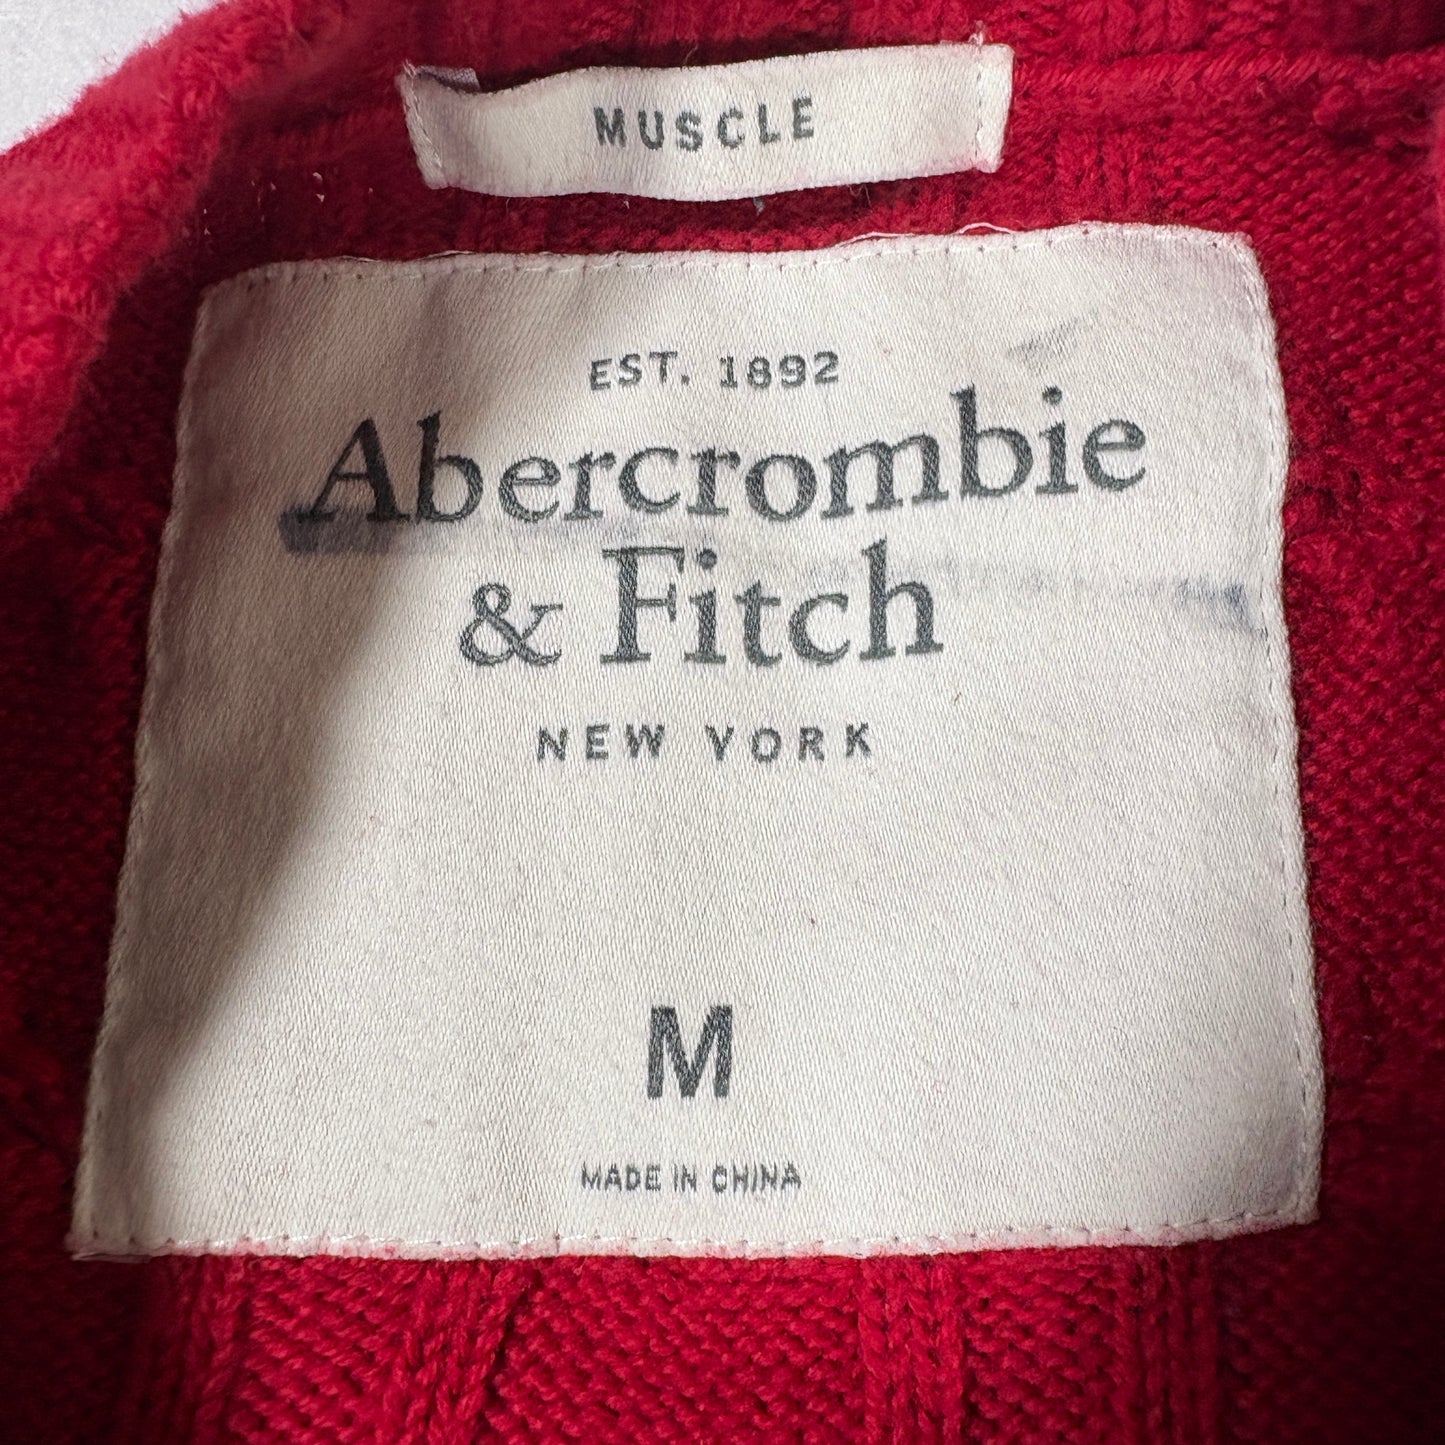 MUSCLE
EST. 1892
Abercrombie
& Fitch
NEW YORK
M
MADE IN CHINA